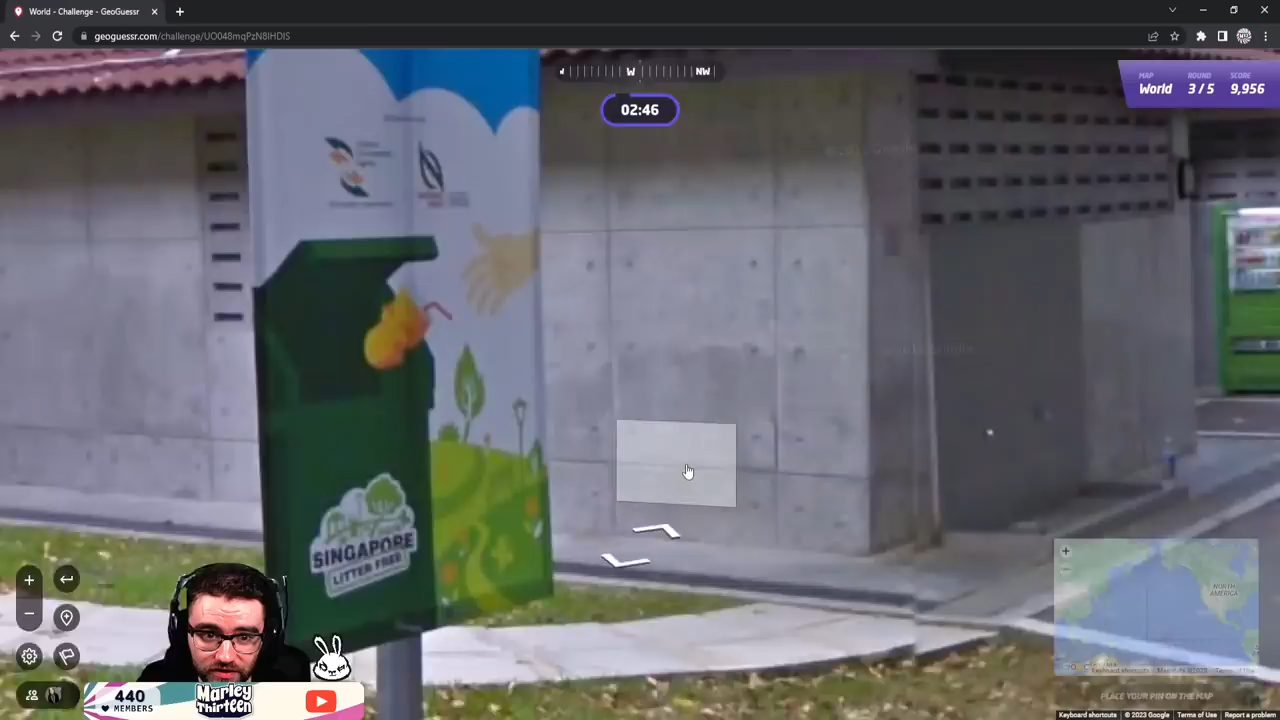 World - Challenge - GeoGuessr
geoguessr.com/challenge/UO048mqPzN8IHDIS
W
NW
02:46
MAP
World
ROUND
3 / 5
SCORE
9,956
SINGAPORE
LITTER FREE
NORTH
AMERICA
Keyboard shortcuts
PLACE YOUR PIN ON THE MAP
440
MEMBERS
Marley
Thirteen
Keyboard shortcuts
© 2023 Google
Terms of Use
Report a problem